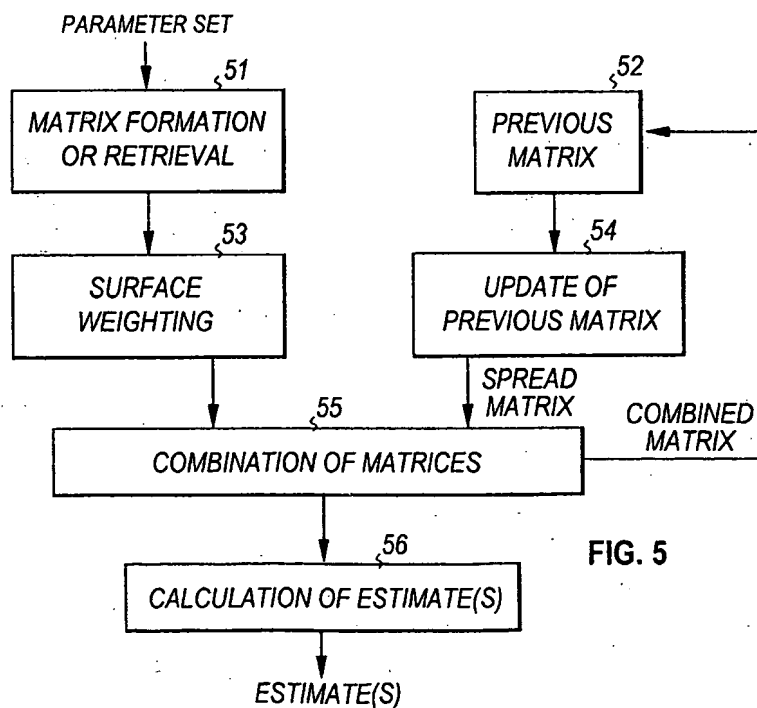 PARAMETER SET
51
MATRIX FORMATION
OR RETRIEVAL
52
PREVIOUS
MATRIX
53
SURFACE
WEIGHTING
54
UPDATE OF
PREVIOUS MATRIX
SPREAD
MATRIX
COMBINED
MATRIX
55
COMBINATION OF MATRICES
FIG. 5
56
CALCULATION OF ESTIMATE(S)
ESTIMATE(S)